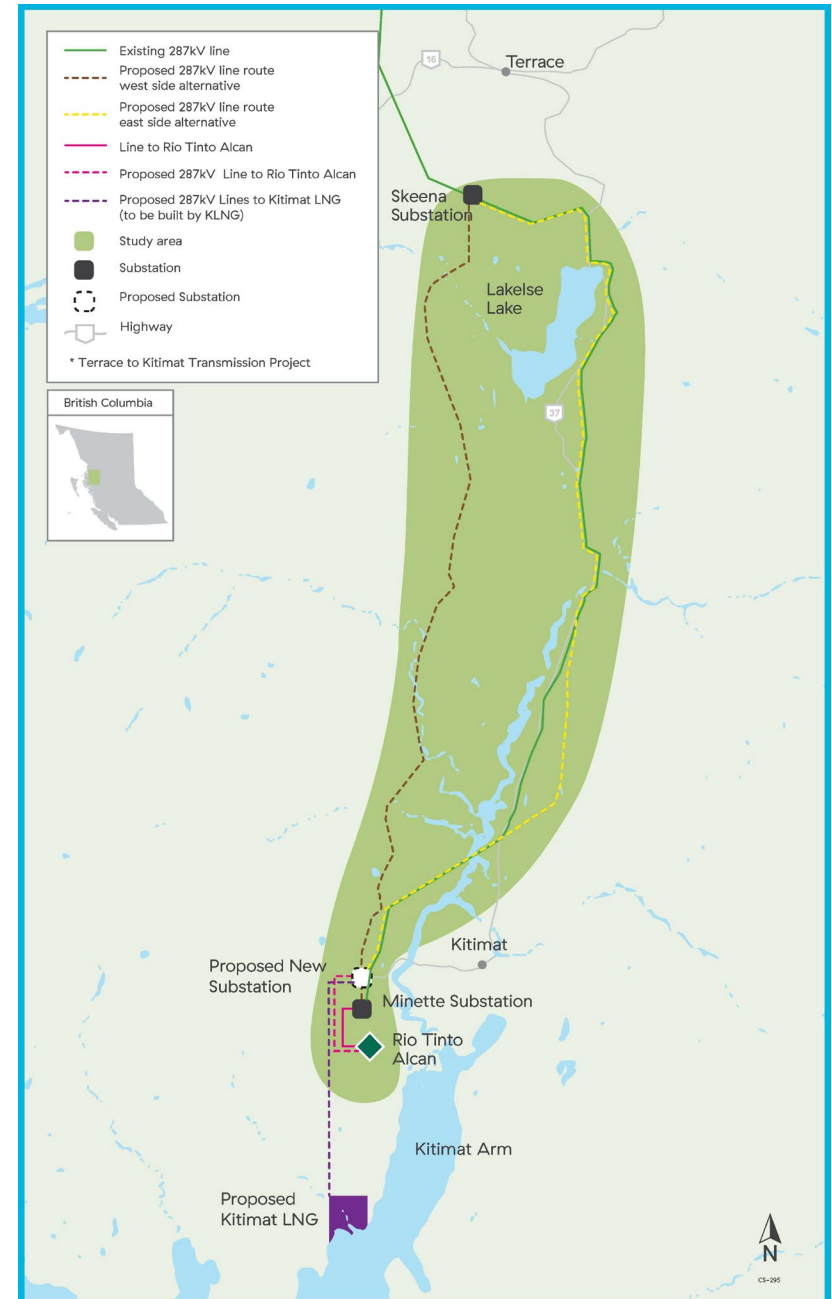 Existing 287kV line
Proposed 287kV line route
west side alternative
Proposed 287kV line route
east side alternative
Line to Rio Tinto Alcan
Proposed 287kV Line to Rio Tinto Alcan
Proposed 287kV Lines to Kitimat LNG
(to be built by KLNG)
Study area
Substation
Proposed Substation
Highway
* Terrace to Kitimat Transmission Project
British Columbia
16
Terrace
Skeena
Substation
Lakelse
Lake
37
Kitimat
Proposed New
Substation
Minette Substation
Rio Tinto
Alcan
Kitimat Arm
Proposed
Kitimat LNG
N
CS-295